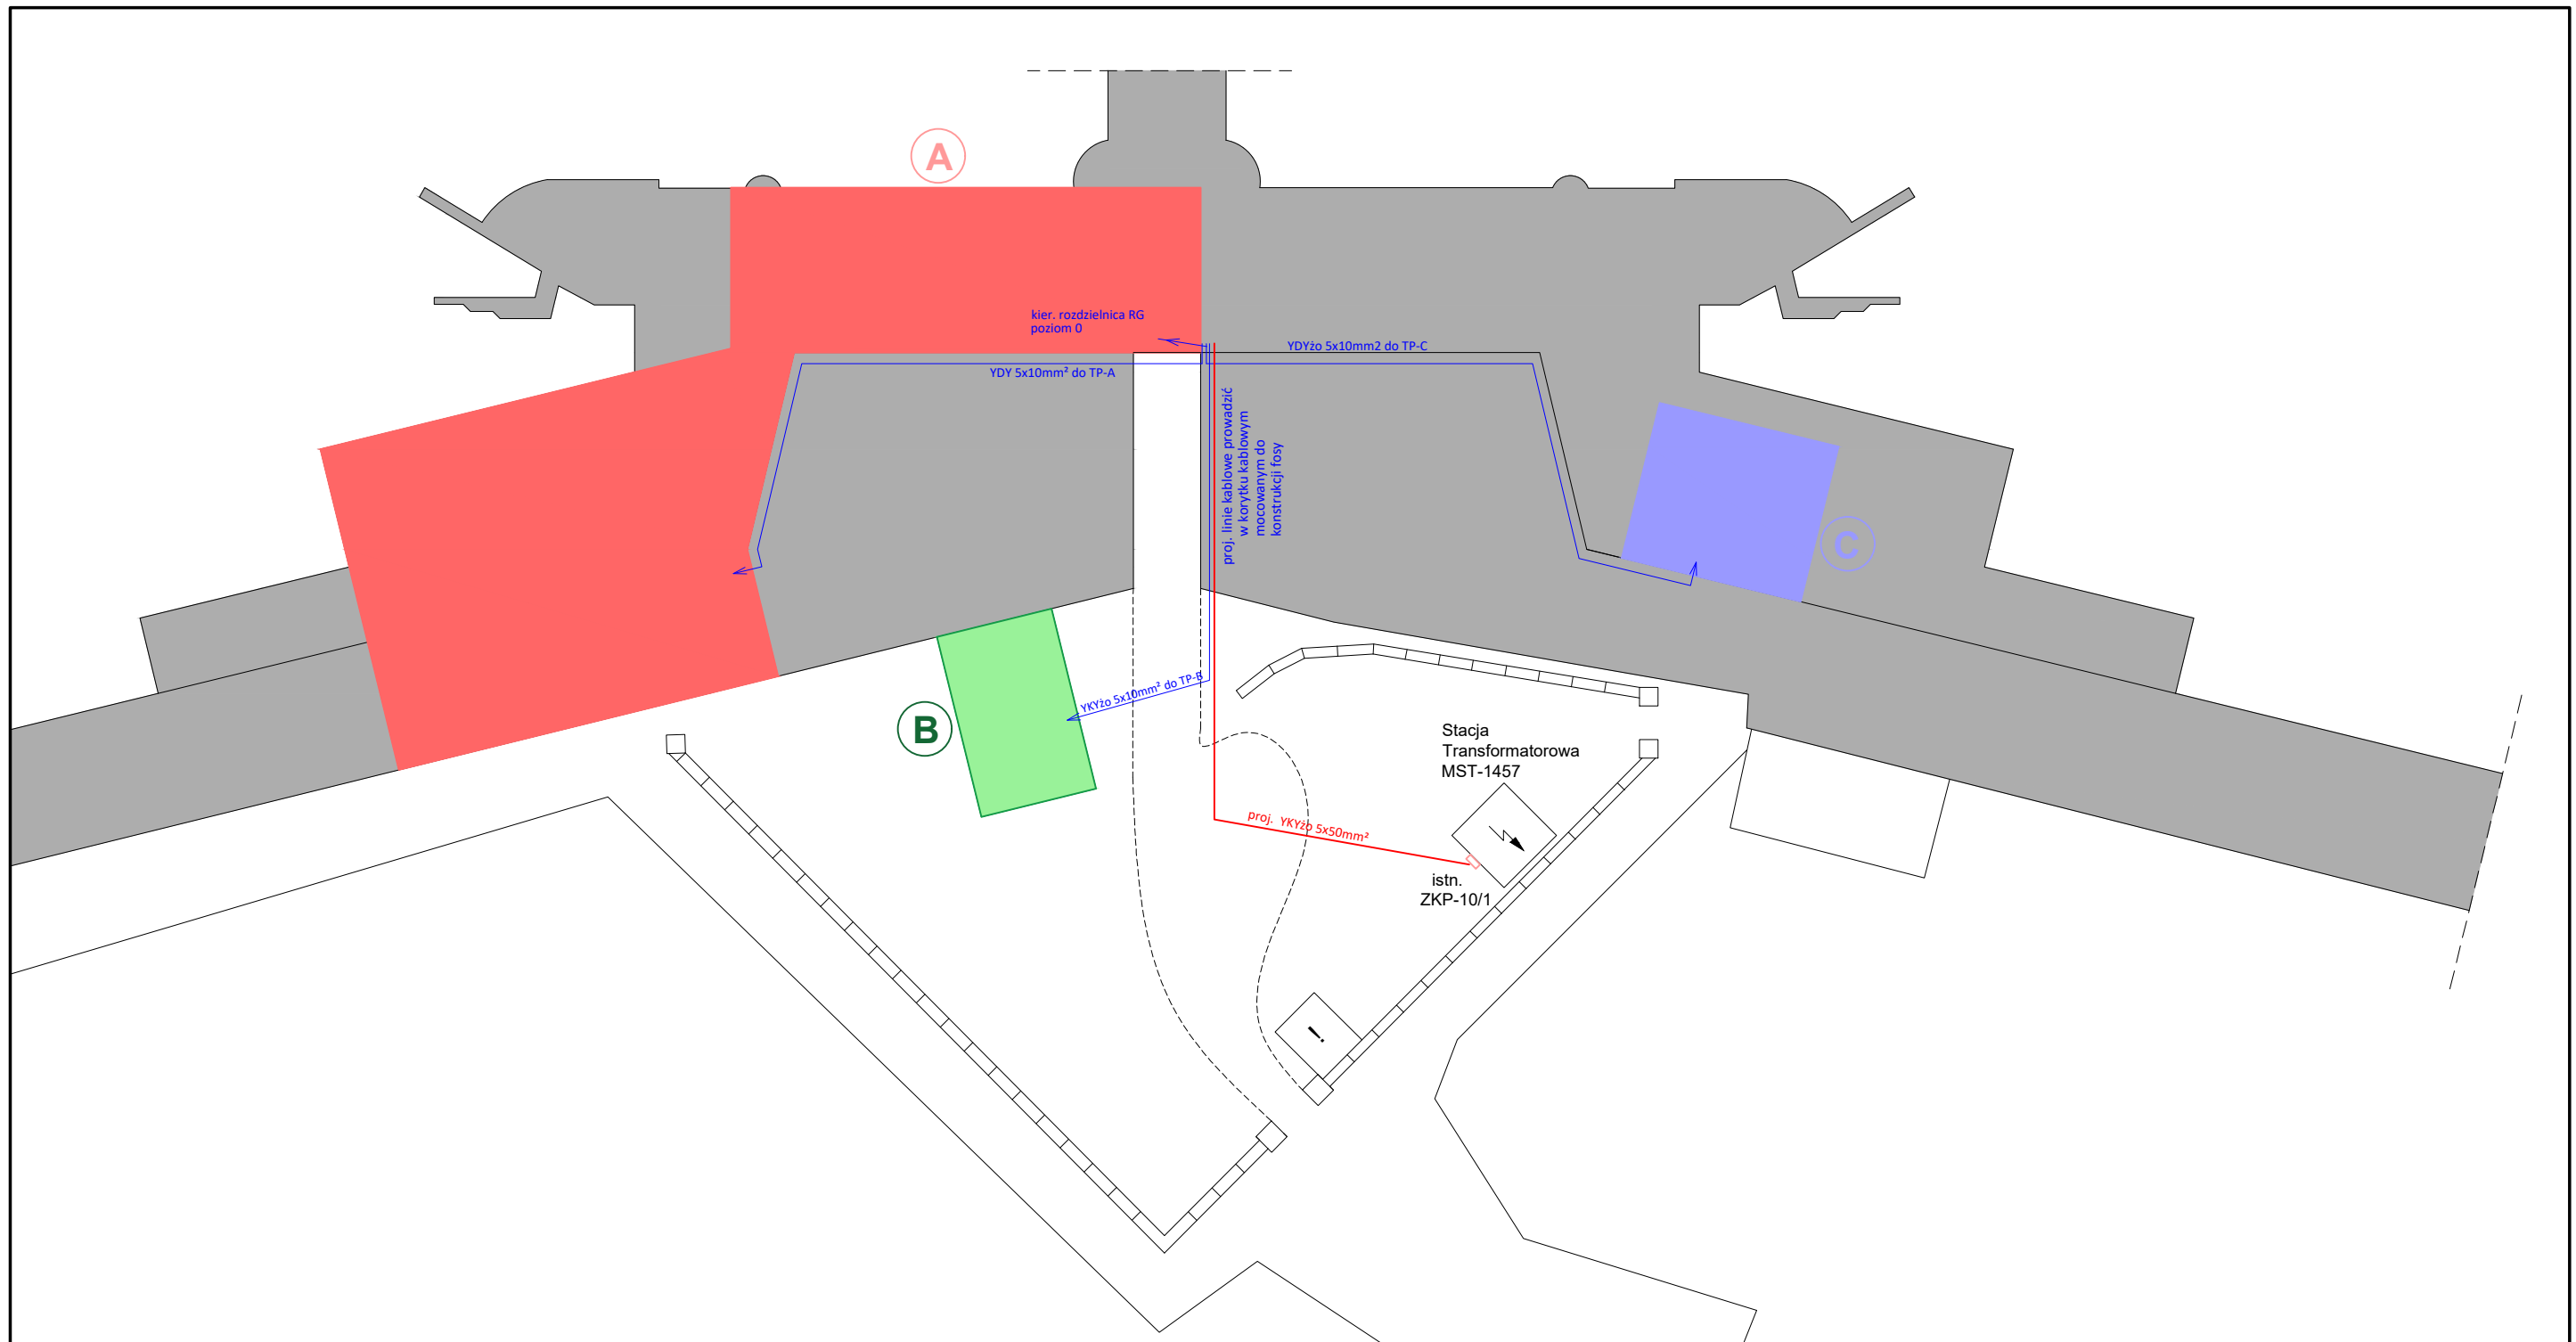 A
kier. rozdzielnica RG
poziom 0
YDYżo 5x10mm2 do TP-C
YDY 5x10mm² do TP-A
proj. linie kablowe prowadzić
w korytku kablowym
mocowanym do
konstrukcji fosy
C
YKYżo 5x10mm² do TP-B
B
Stacja
Transformatorowa
MST-1457
proj. YKYżo 5x50mm²
istn.
ZKP-10/1
!